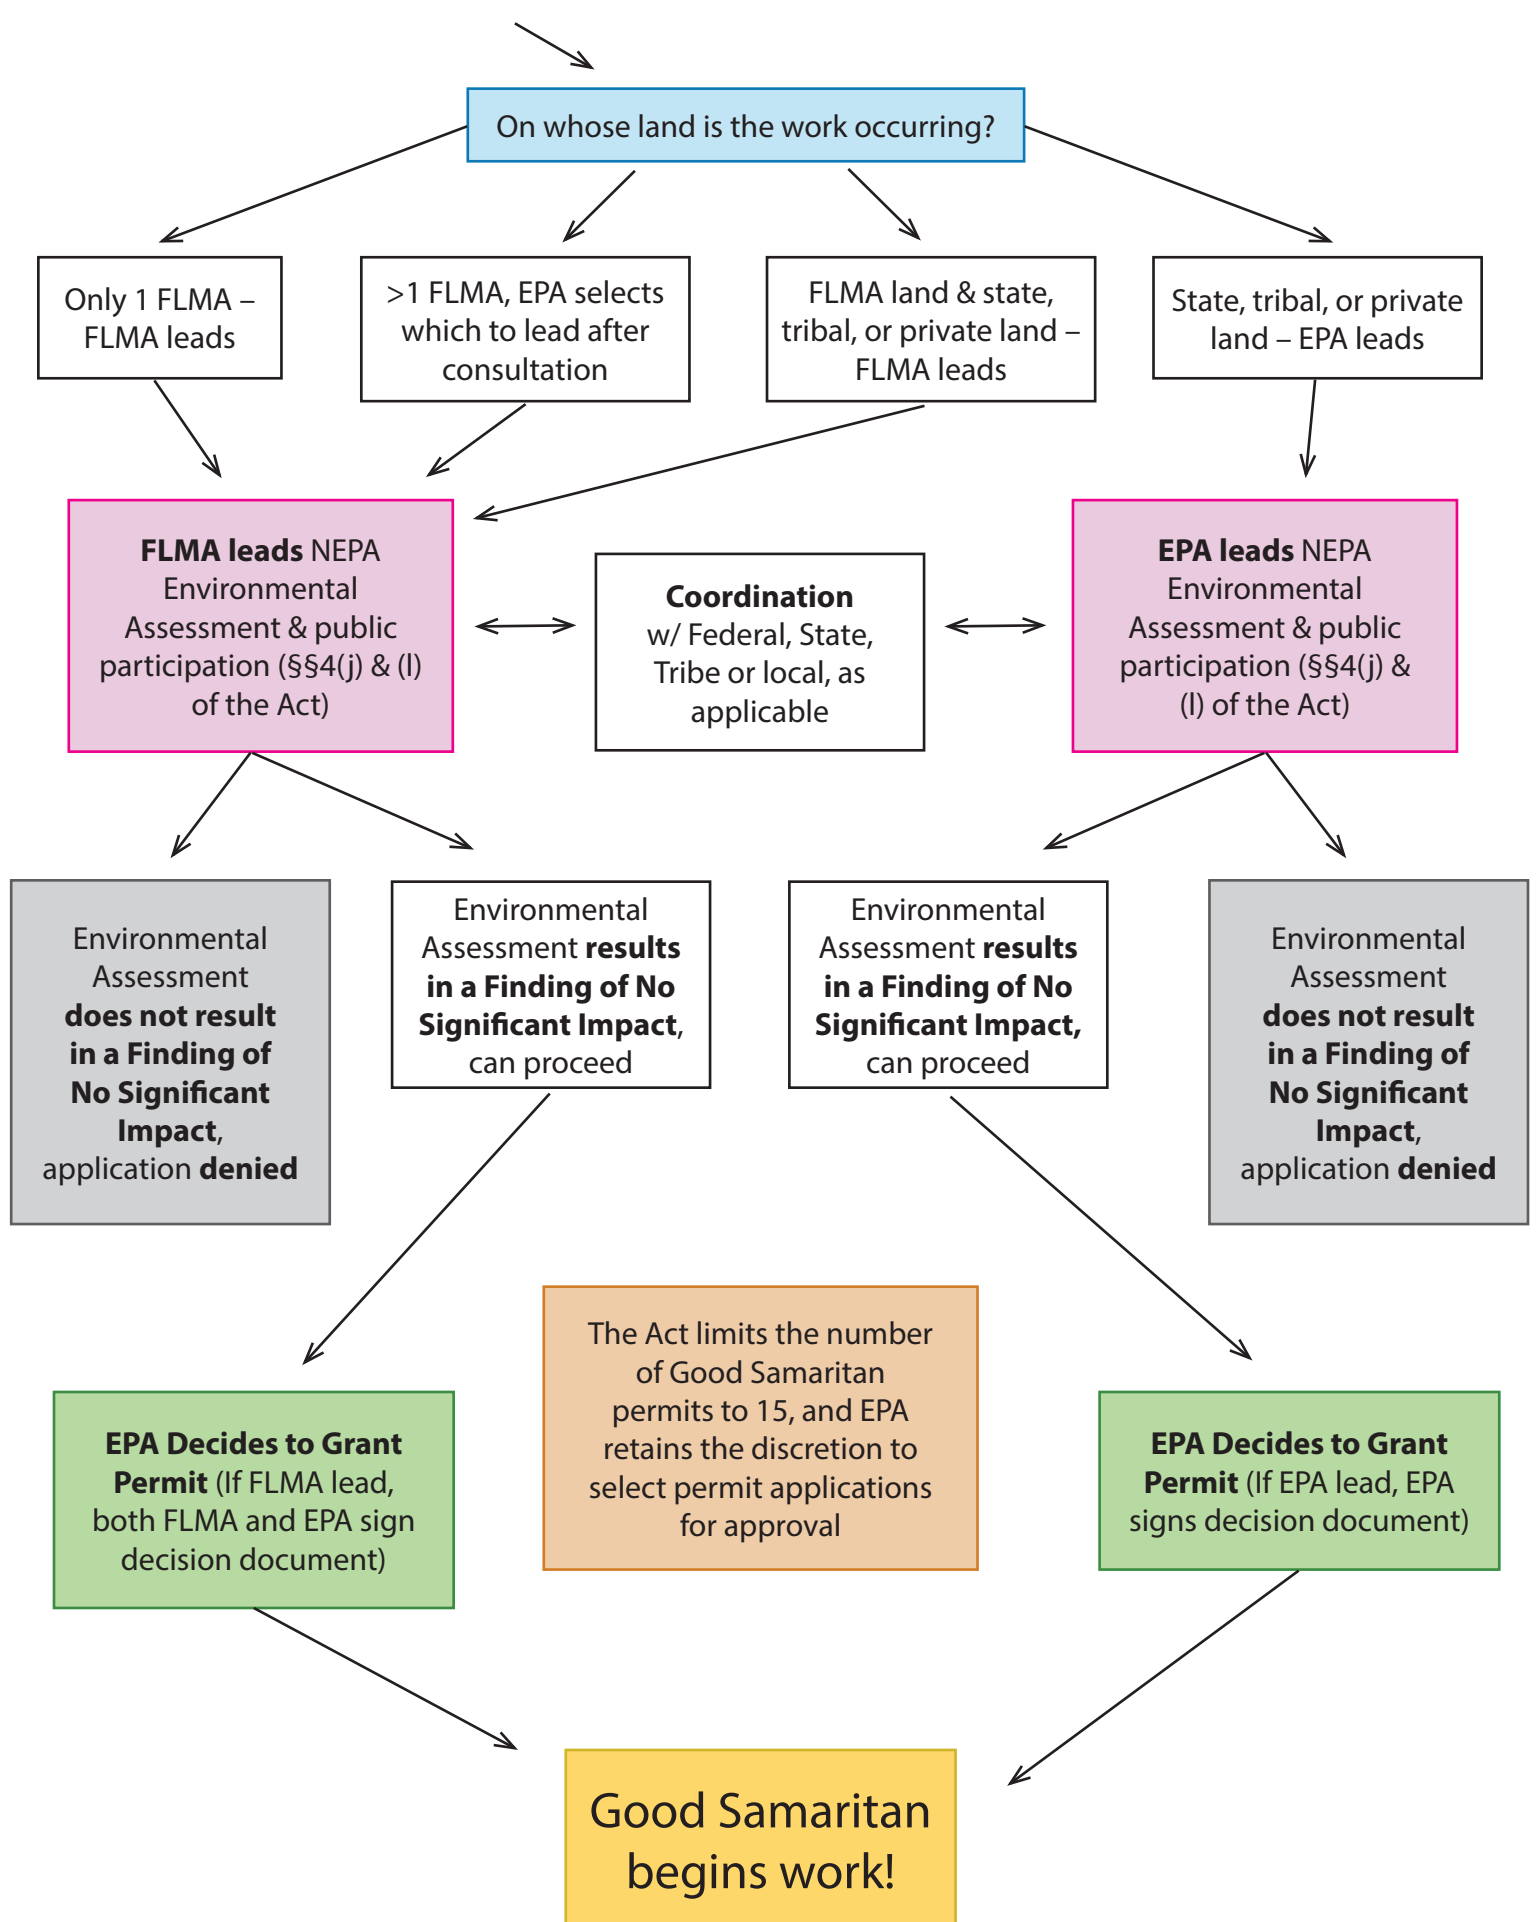 On whose land is the work occurring?
Only 1 FLMA –
FLMA leads
>1 FLMA, EPA selects
which to lead after
consultation
FLMA land & state,
tribal, or private land –
FLMA leads
State, tribal, or private
land – EPA leads
FLMA leads NEPA
Environmental
Assessment & public
participation (§§4(j) & (l)
of the Act)
Coordination
w/ Federal, State,
Tribe or local, as
applicable
EPA leads NEPA
Environmental
Assessment & public
participation (§§4(j) &
(l) of the Act)
Environmental
Assessment
does not result
in a Finding of
No Significant
Impact,
application denied
Environmental
Assessment results
in a Finding of No
Significant Impact,
can proceed
Environmental
Assessment results
in a Finding of No
Significant Impact,
can proceed
Environmental
Assessment
does not result
in a Finding of
No Significant
Impact,
application denied
The Act limits the number
of Good Samaritan
permits to 15, and EPA
retains the discretion to
select permit applications
for approval
EPA Decides to Grant
Permit (If FLMA lead,
both FLMA and EPA sign
decision document)
EPA Decides to Grant
Permit (If EPA lead, EPA
signs decision document)
Good Samaritan
begins work!